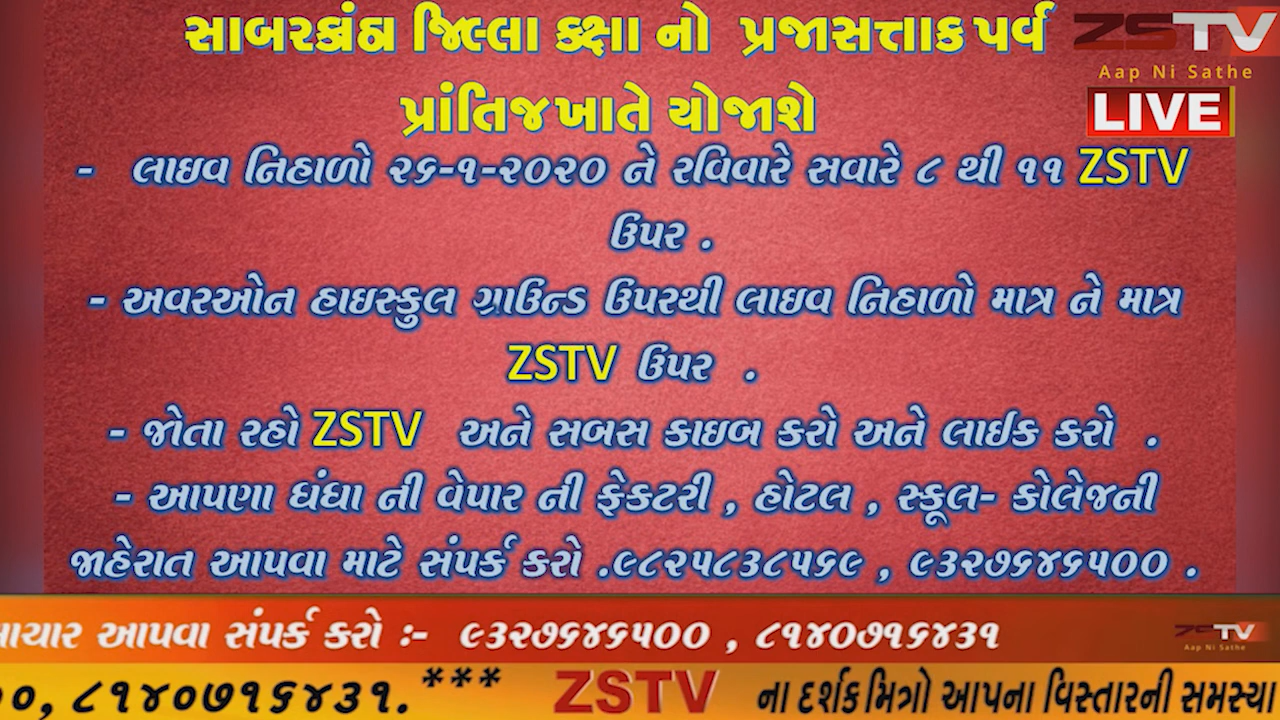 સાબરકાંઠા જિલ્લા કક્ષા નો પ્રજાસત્તાક પર્વ
ZSTV
Aap Ni Sathe
LIVE
પ્રાંતિજ ખાતે યોજાશે
- લાઇવ નિહાળો ૨૬-૧-૨૦૨૦ ને રવિવારે સવારે ૮ થી ૧૧ ZSTV
ઉપર .
- અવરઓન હાઇસ્કુલ ગ્રાઉન્ડ ઉપરથી લાઇવ નિહાળો માત્ર ને માત્ર
ZSTV ઉપર .
- જોતા રહો ZSTV અને સબસ કાઇબ કરો અને લાઈક કરો .
- આપણા ધંધા ની વેપાર ની ફેકટરી , હોટલ , સ્કૂલ- કોલેજની
જાહેરાત આપવા માટે સંપર્ક કરો .૯૮૨૫૮૩૮૫૬૯ , ૯૩૨૭૬૪૬૫૦૦ .
ાચાર આપવા સંપર્ક કરો :- ૯૩૨૭૬૪૬૫૦૦ , ૮૧૪૦૭૧૬૪૩૧
ZSTV
Aap Ni Sathe
૦૦, ૮૧૪૦૭૧૬૪૩૧.*** ZSTV ના દર્શક મિત્રો આપના વિસ્તારની સમસ્યા